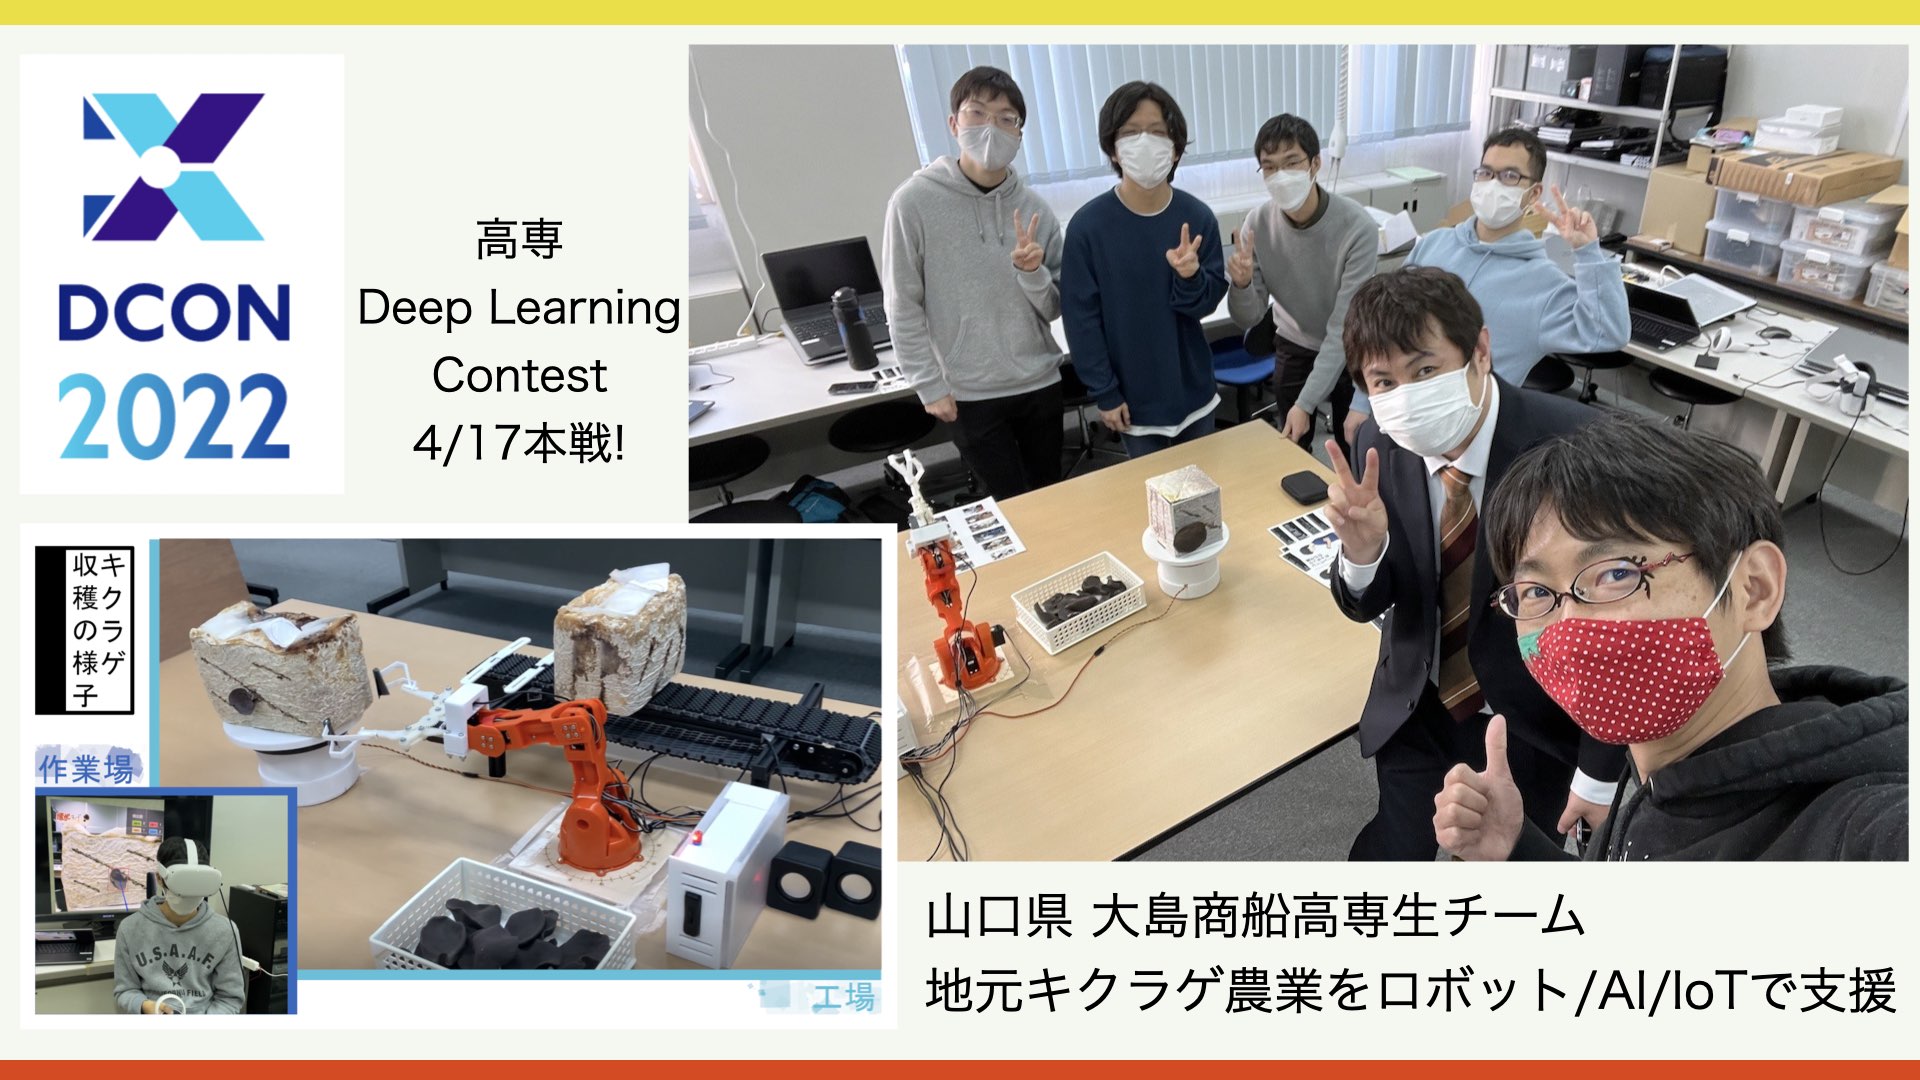 DCON
2022
高専
Deep Learning
Contest
4/17本戦!
キクラゲ
収穫の様子
作業場
U.S.A.A.F.
工場
山口県 大島商船高専生チーム
地元キクラゲ農業をロボット/AI/IoTで支援